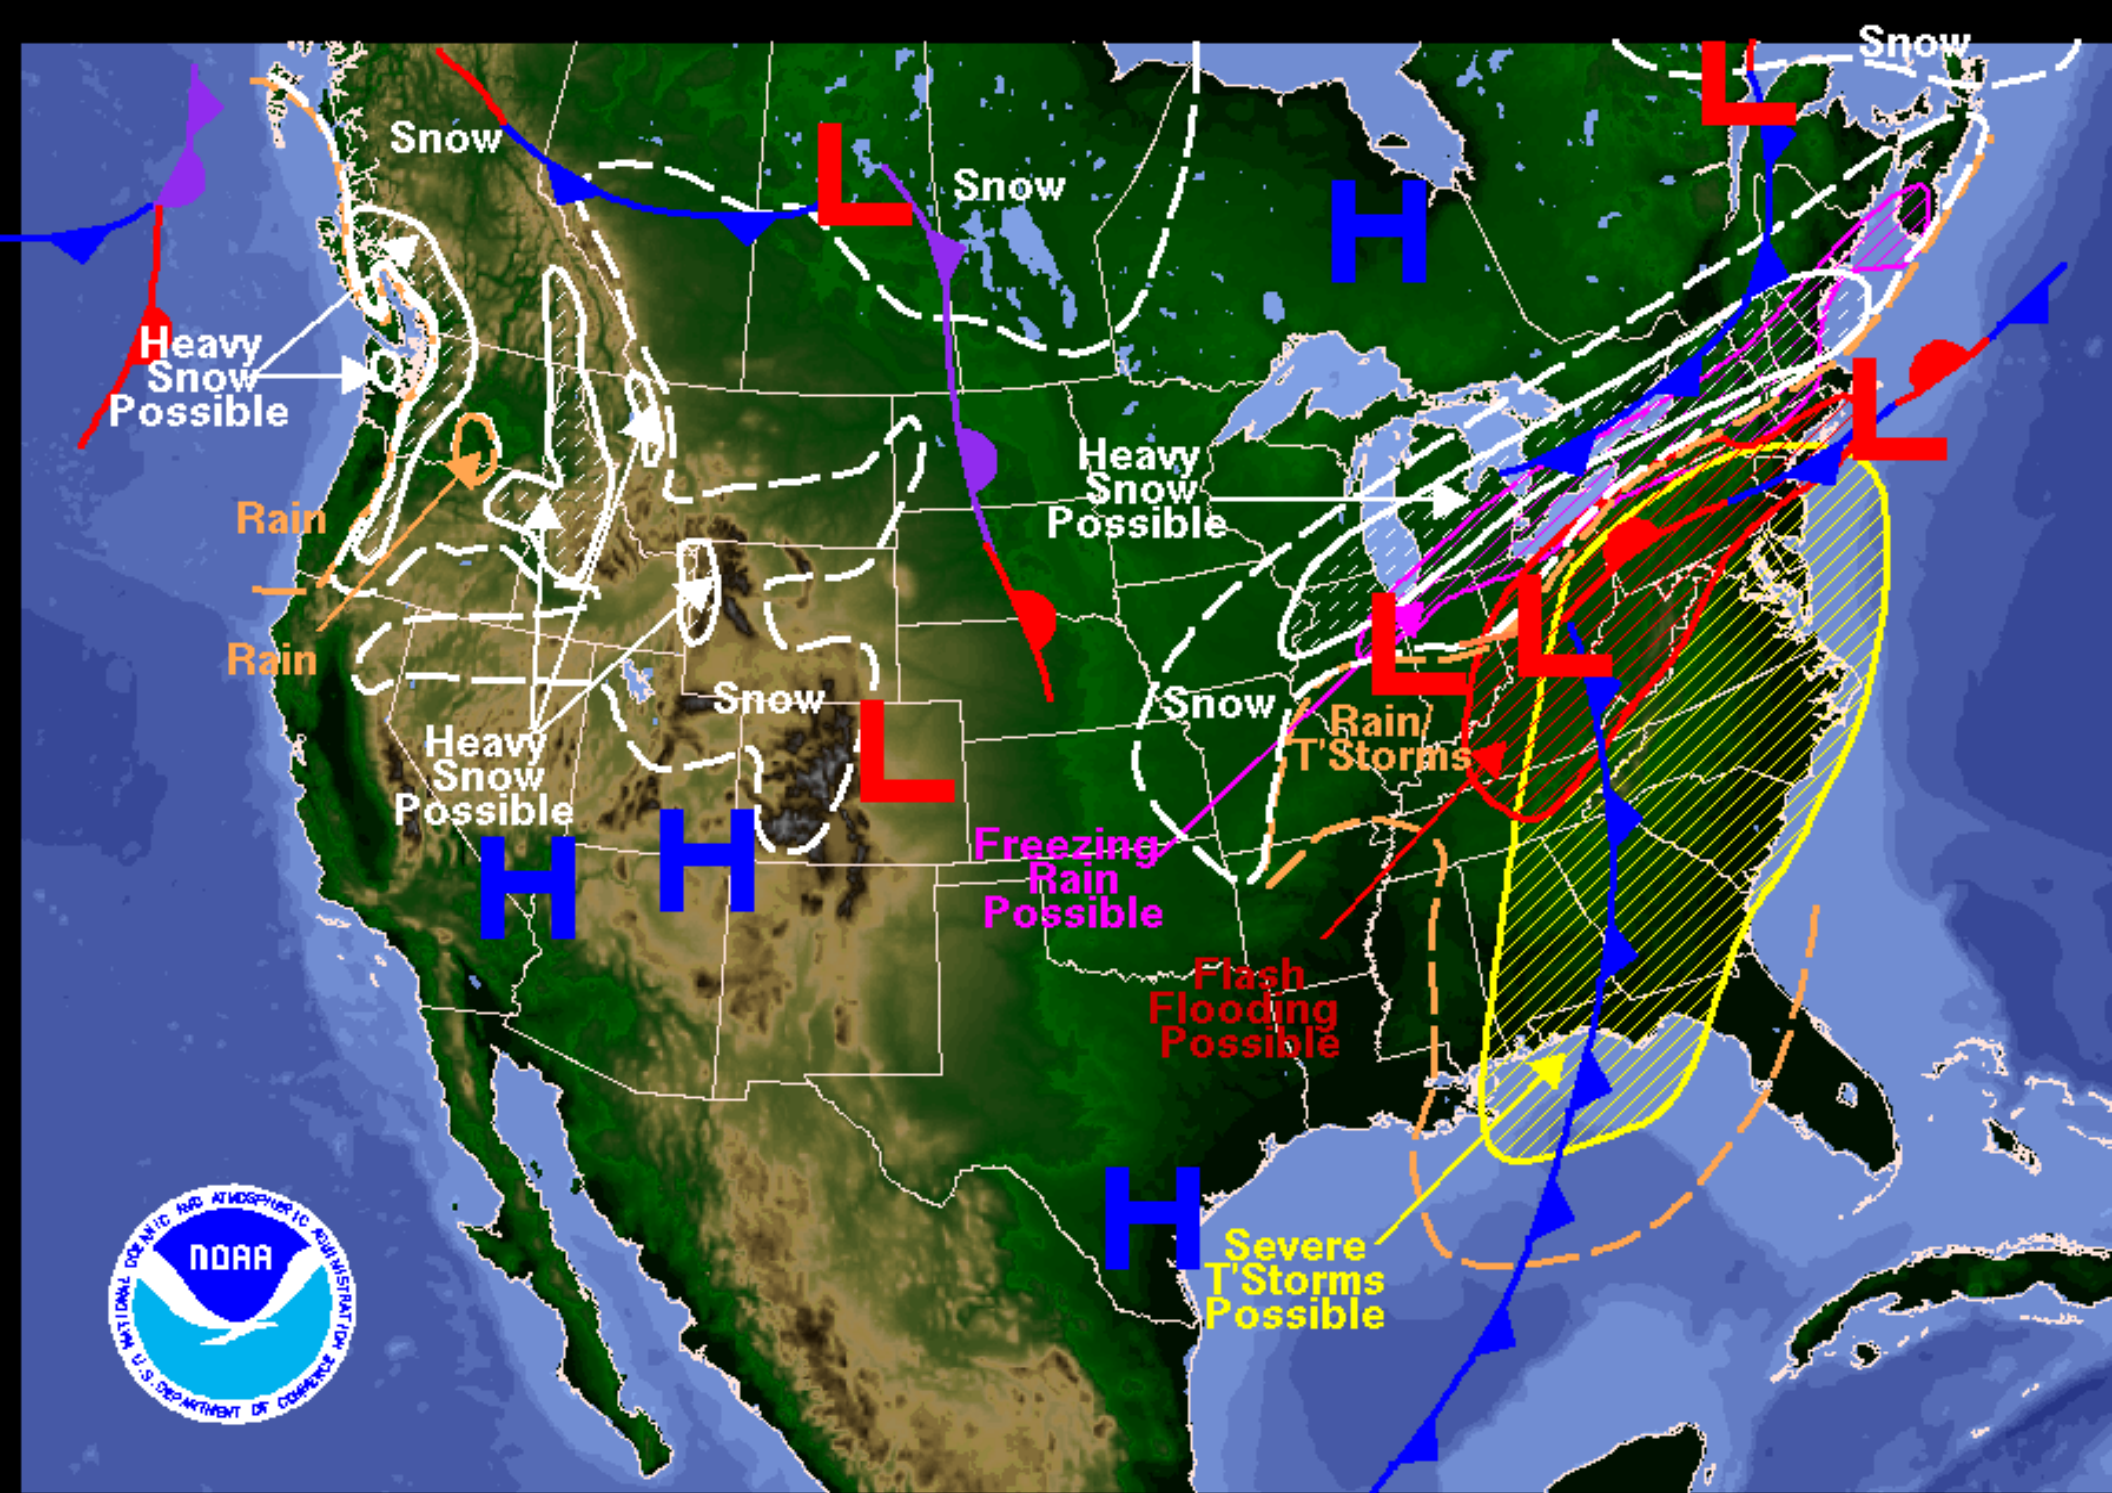 Snow
L
Snow
L
Snow
H
Heavy
Snow
Possible
L
Heavy
Snow
Possible
Rain
L
L
Rain
Snow
L
Snow
Rain/
T'Storms
Heavy
Snow
Possible
H
H
Freezing
Rain
Possible
Flash
Flooding
Possible
H
Severe
T'Storms
Possible
NATIONAL OCEANIC AND ATMOSPHERIC ADMINISTRATION
NOAA
U.S. DEPARTMENT OF COMMERCE